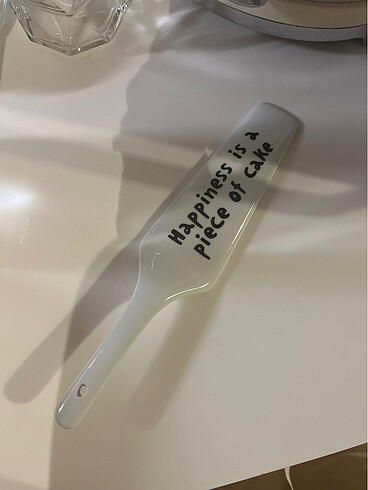 Happiness is a
piece of cake